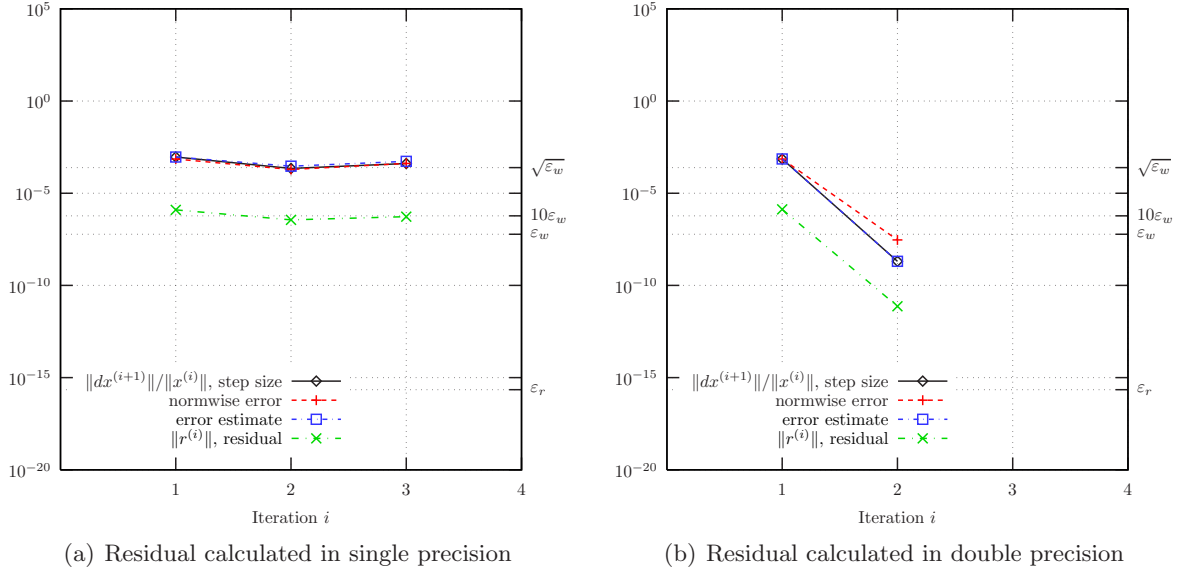 10^5
10^0
10^−5
10^−10
10^−15
10^−20
√ε_w
10ε_w
ε_w
ε_r
‖dx^(i+1)‖/‖x^(i)‖, step size
normwise error
error estimate
‖r^(i)‖, residual
1 2 3 4
Iteration i
(a) Residual calculated in single precision
10^5
10^0
10^−5
10^−10
10^−15
10^−20
√ε_w
10ε_w
ε_w
ε_r
‖dx^(i+1)‖/‖x^(i)‖, step size
normwise error
error estimate
‖r^(i)‖, residual
1 2 3 4
Iteration i
(b) Residual calculated in double precision